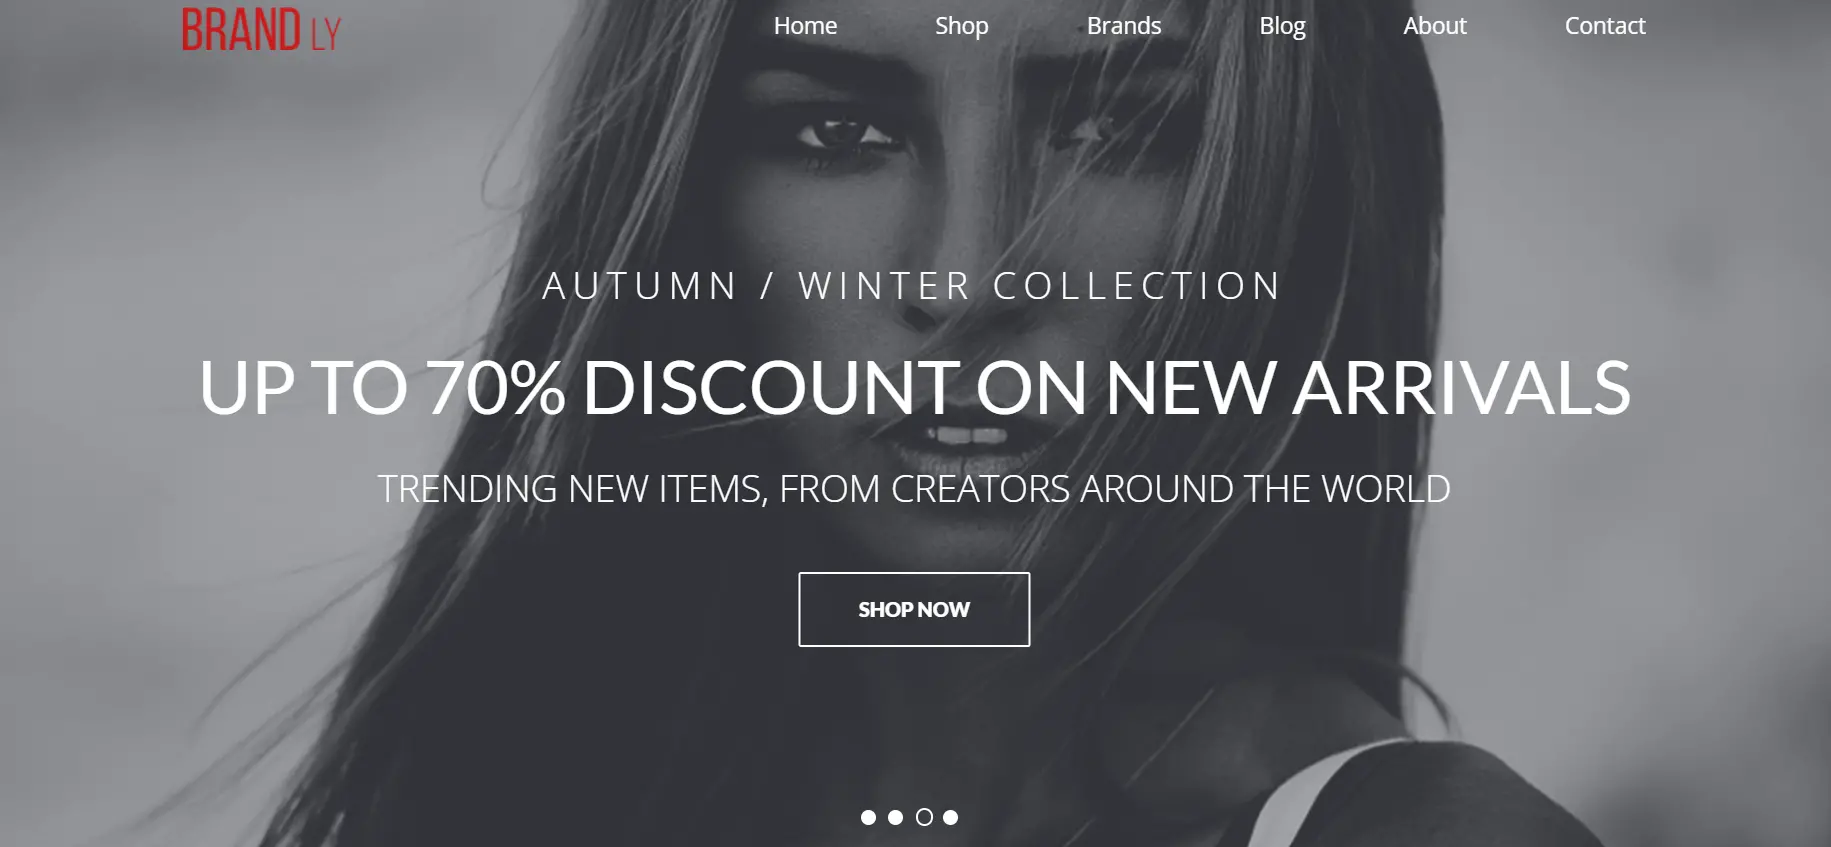 BRAND LY
Home Shop Brands Blog About Contact
AUTUMN / WINTER COLLECTION
UP TO 70% DISCOUNT ON NEW ARRIVALS
TRENDING NEW ITEMS, FROM CREATORS AROUND THE WORLD
SHOP NOW